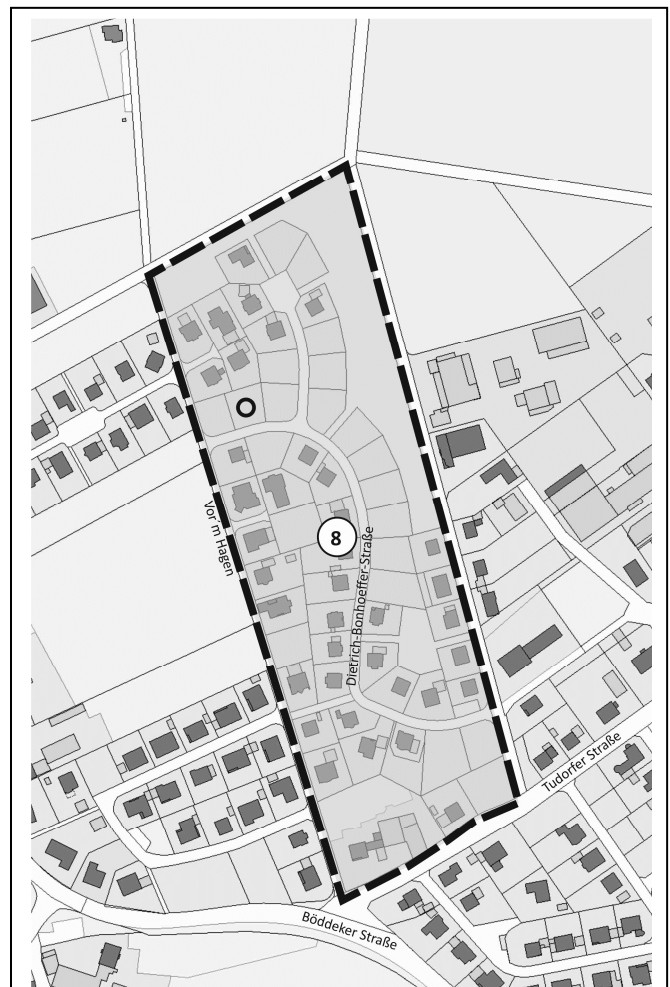 Vor´m Hagen
8
Dietrich-Bonhoeffer-Straße
Tudorfer Straße
Böddeker Straße